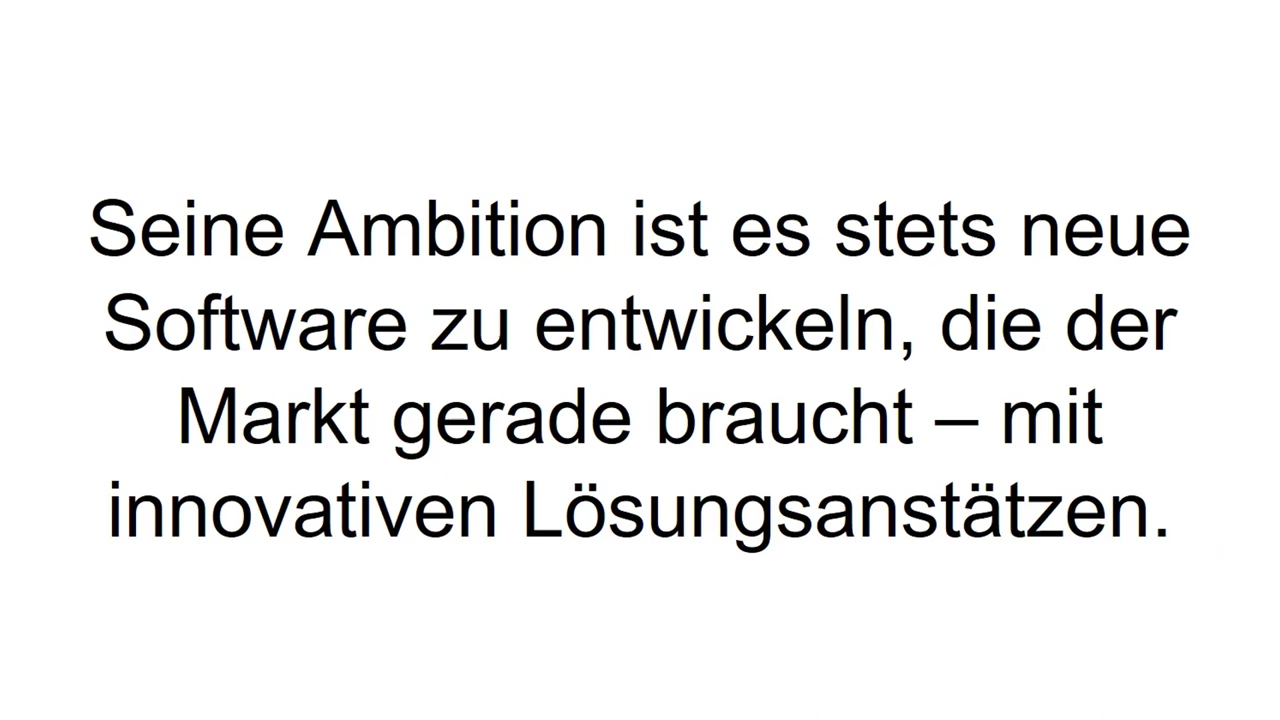 Seine Ambition ist es stets neue
Software zu entwickeln, die der
Markt gerade braucht – mit
innovativen Lösungsanstätzen.